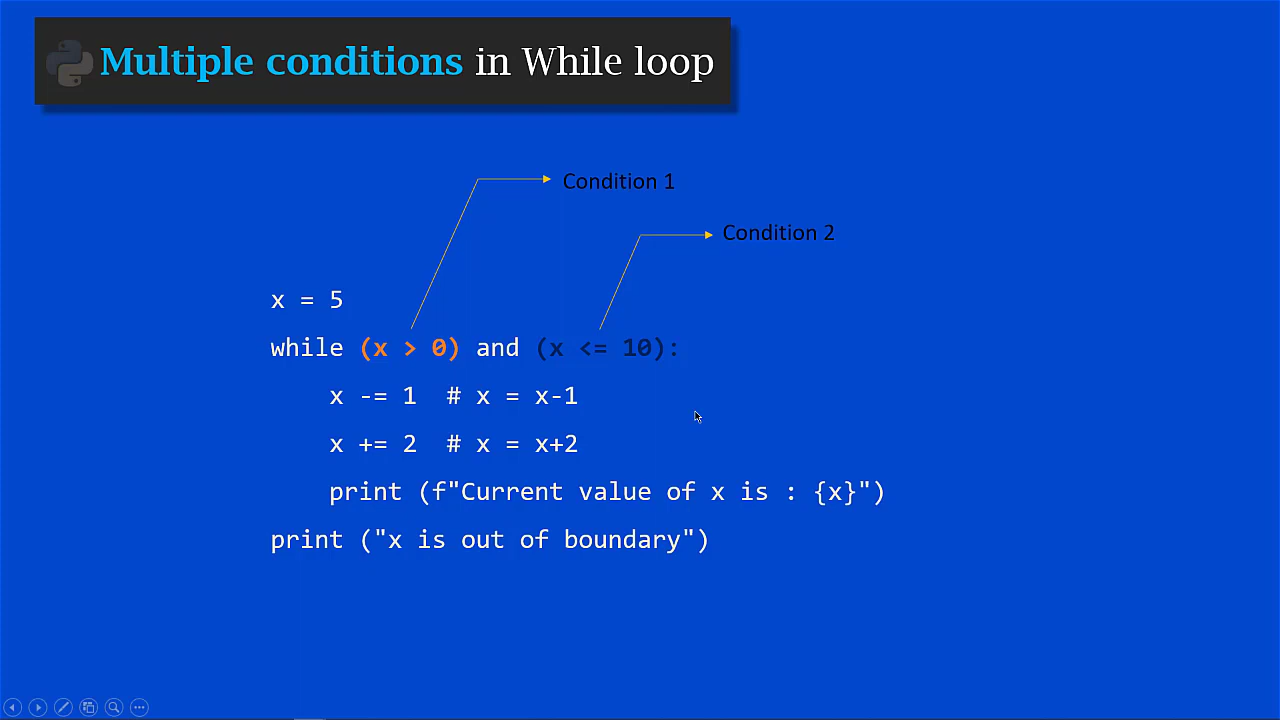 Multiple conditions in While loop
Condition 1
Condition 2
x = 5
while (x > 0) and (x <= 10):
    x -= 1  # x = x-1
    x += 2  # x = x+2
    print (f"Current value of x is : {x}")
print ("x is out of boundary")